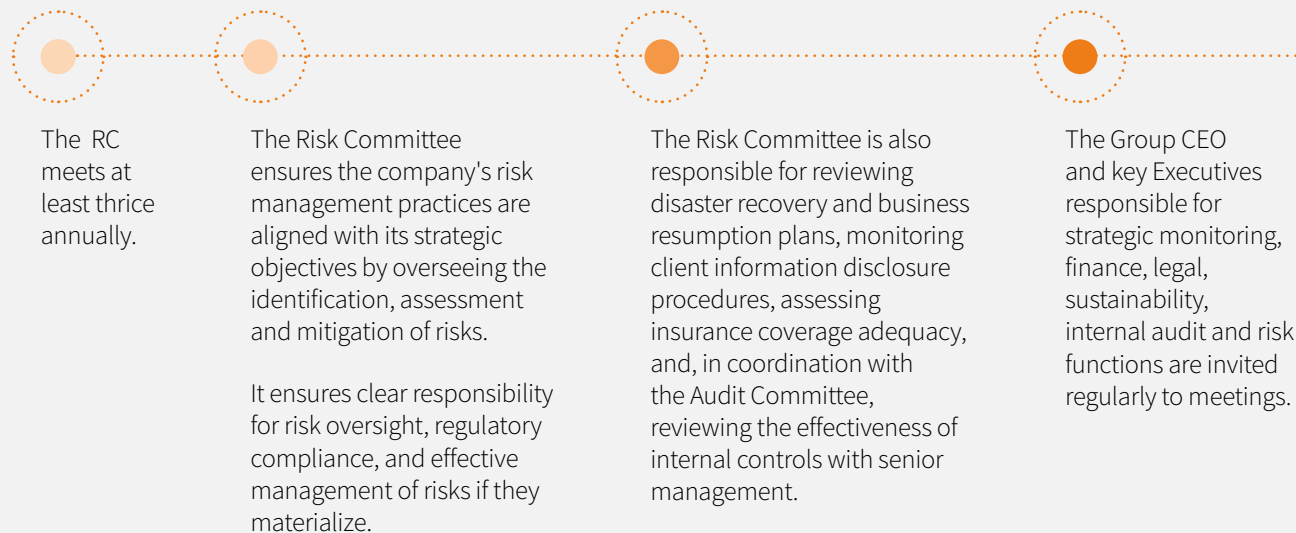 The  RC
meets at
least thrice
annually.
The Risk Committee
ensures the company's risk
management practices are
aligned with its strategic
objectives by overseeing the
identification, assessment
and mitigation of risks.
It ensures clear responsibility
for risk oversight, regulatory
compliance, and effective
management of risks if they
materialize.
The Risk Committee is also
responsible for reviewing
disaster recovery and business
resumption plans, monitoring
client information disclosure
procedures, assessing
insurance coverage adequacy,
and, in coordination with
the Audit Committee,
reviewing the effectiveness of
internal controls with senior
management.
The Group CEO
and key Executives
responsible for
strategic monitoring,
finance, legal,
sustainability,
internal audit and risk
functions are invited
regularly to meetings.